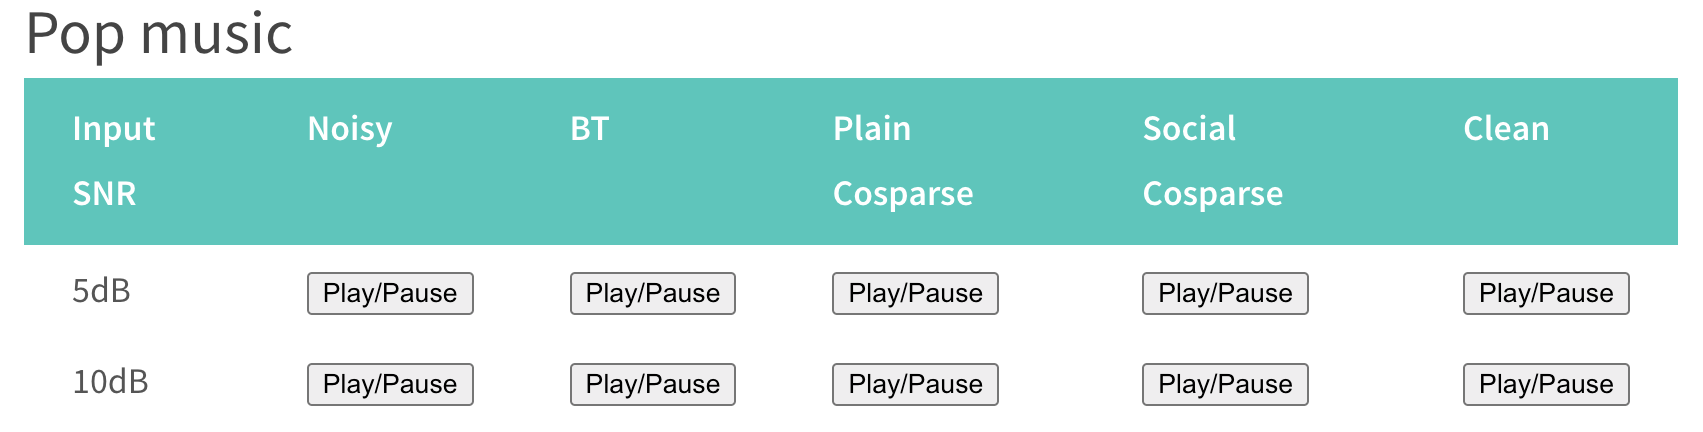 Pop music
Input Noisy BT Plain Social Clean
SNR Cosparse Cosparse
5dB Play/Pause Play/Pause Play/Pause Play/Pause Play/Pause
10dB Play/Pause Play/Pause Play/Pause Play/Pause Play/Pause